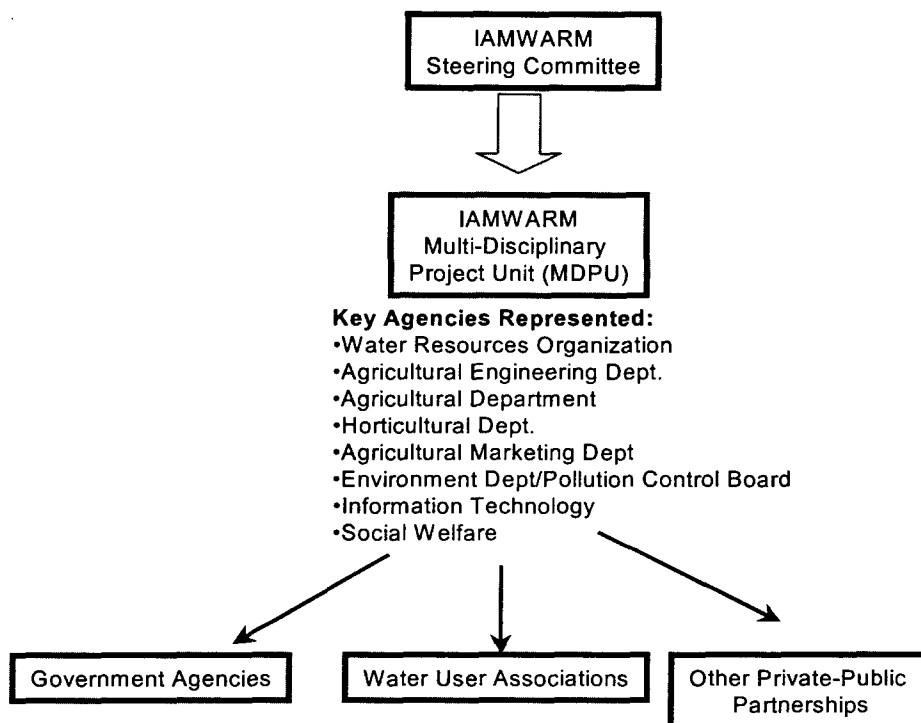 IAMWARM
Steering Committee
IAMWARM
Multi-Disciplinary
Project Unit (MDPU)
Key Agencies Represented:
•Water Resources Organization
•Agricultural Engineering Dept.
•Agricultural Department
•Horticultural Dept.
•Agricultural Marketing Dept
•Environment Dept/Pollution Control Board
•Information Technology
•Social Welfare
Government Agencies
Water User Associations
Other Private-Public
Partnerships